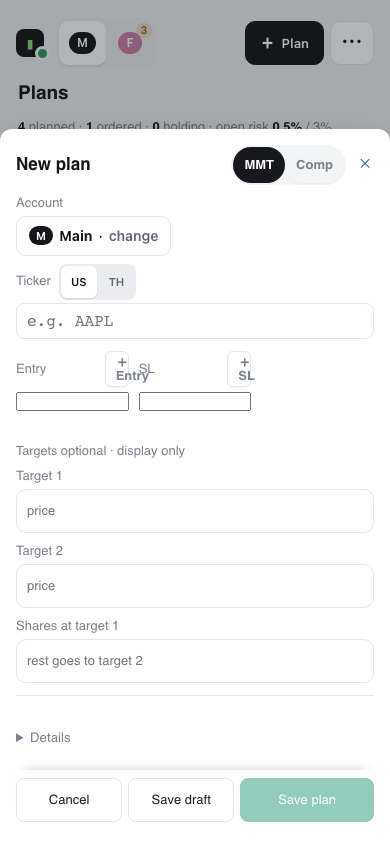 M
F
3
+ Plan
...
Plans
4 planned · 1 ordered · 0 holding · open risk 0.5% / 3%
New plan
MMT
Comp
×
Account
M Main · change
Ticker
US
TH
e.g. AAPL
Entry
+ Entry
SL
+ SL
Targets optional · display only
Target 1
price
Target 2
price
Shares at target 1
rest goes to target 2
▶ Details
Cancel
Save draft
Save plan